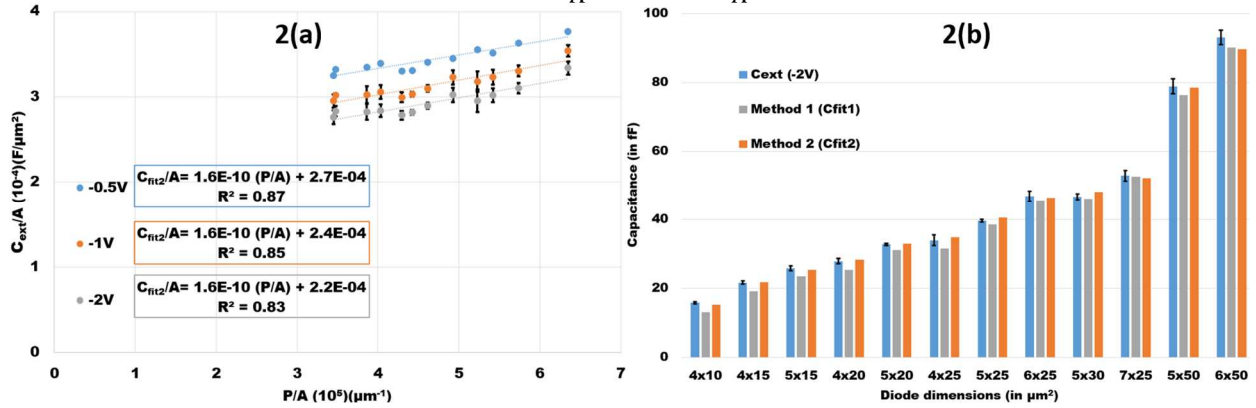 2(a)
4
3
2
1
0
C_ext/A (10⁻⁴)(F/µm²)
-0.5V
C_fit2/A= 1.6E-10 (P/A) + 2.7E-04
R² = 0.87
-1V
C_fit2/A= 1.6E-10 (P/A) + 2.4E-04
R² = 0.85
-2V
C_fit2/A= 1.6E-10 (P/A) + 2.2E-04
R² = 0.83
0 1 2 3 4 5 6 7
P/A (10⁵)(µm⁻¹)
2(b)
100
80
60
40
20
0
Capacitance (in fF)
Cext (-2V)
Method 1 (Cfit1)
Method 2 (Cfit2)
4x10 4x15 5x15 4x20 5x20 4x25 5x25 6x25 5x30 7x25 5x50 6x50
Diode dimensions (in µm²)